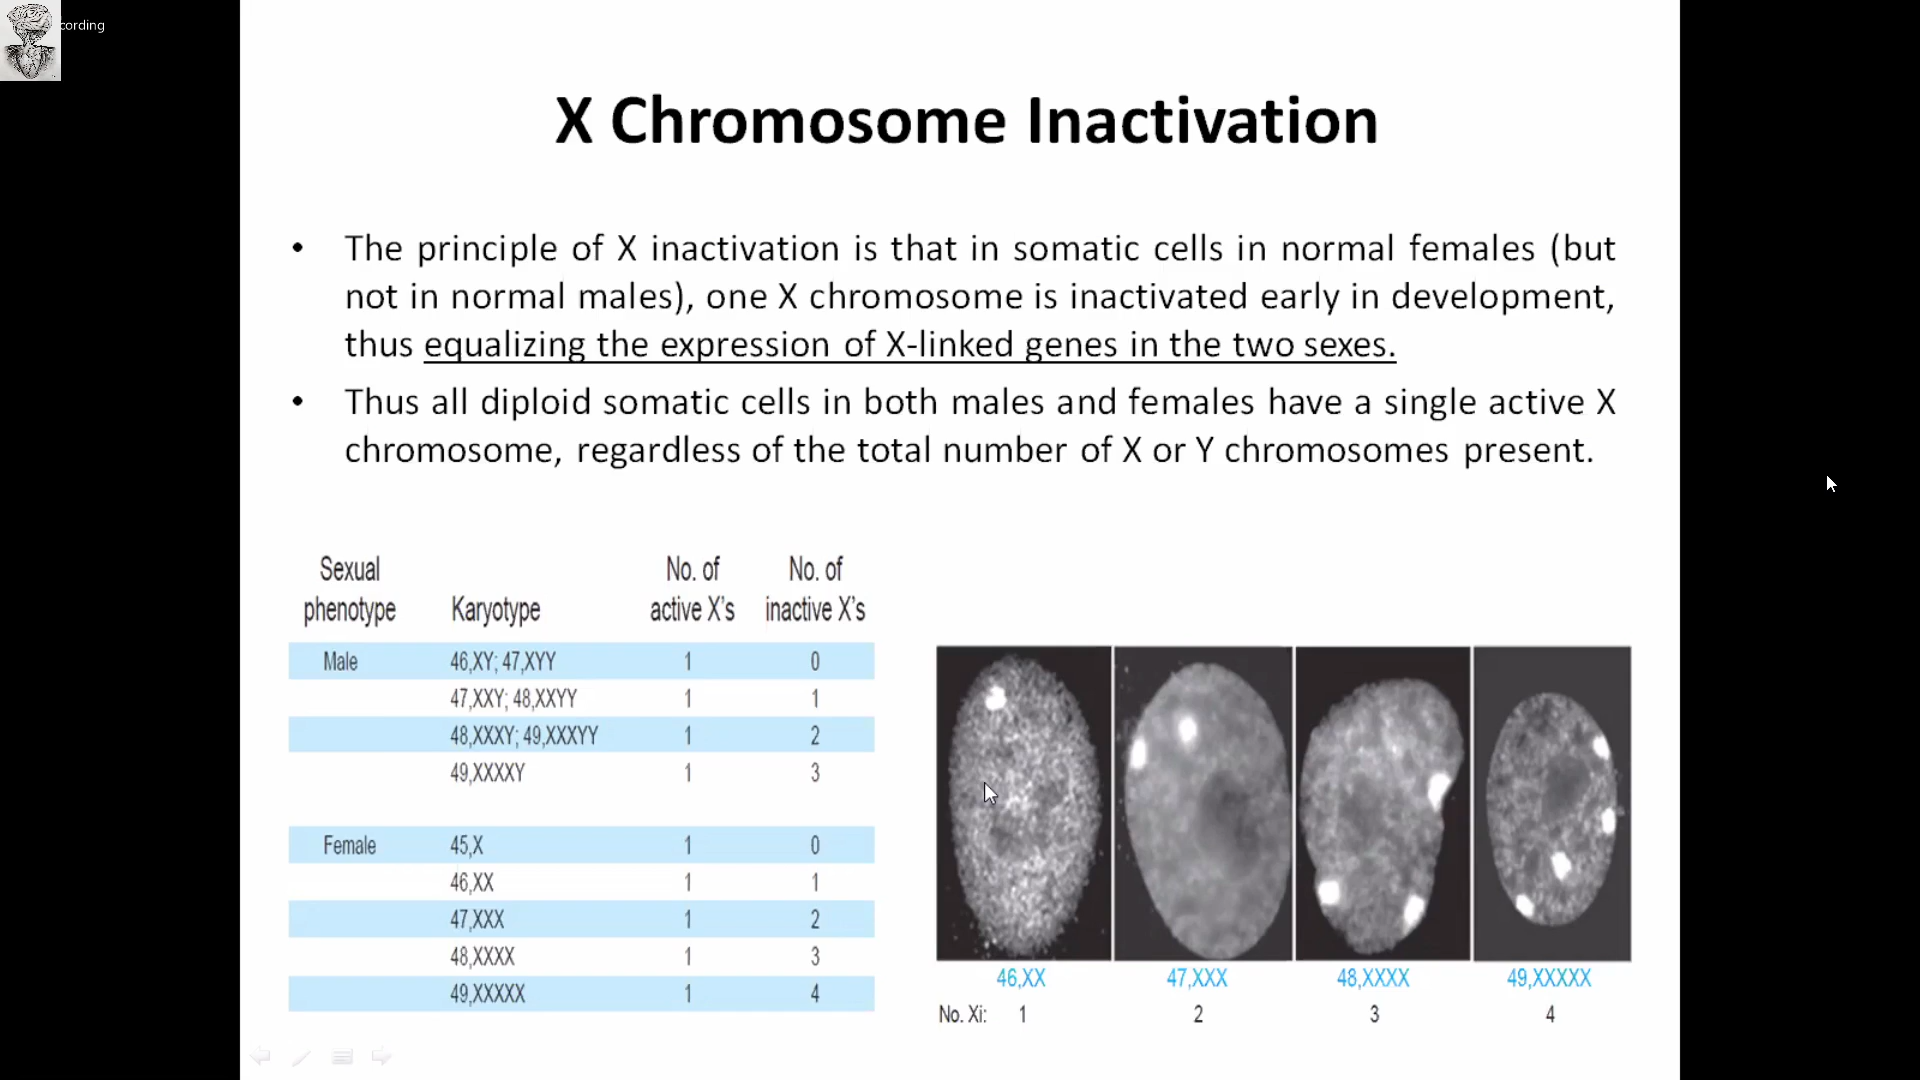 cording
X Chromosome Inactivation
• The principle of X inactivation is that in somatic cells in normal females (but
not in normal males), one X chromosome is inactivated early in development,
thus equalizing the expression of X-linked genes in the two sexes.
• Thus all diploid somatic cells in both males and females have a single active X
chromosome, regardless of the total number of X or Y chromosomes present.
Sexual phenotype Karyotype No. of active X's No. of inactive X's
Male 46,XY; 47,XYY 1 0
47,XXY; 48,XXYY 1 1
48,XXXY; 49,XXXYY 1 2
49,XXXXY 1 3
Female 45,X 1 0
46,XX 1 1
47,XXX 1 2
48,XXXX 1 3
49,XXXXX 1 4
46,XX 47,XXX 48,XXXX 49,XXXXX
No. Xi: 1 2 3 4